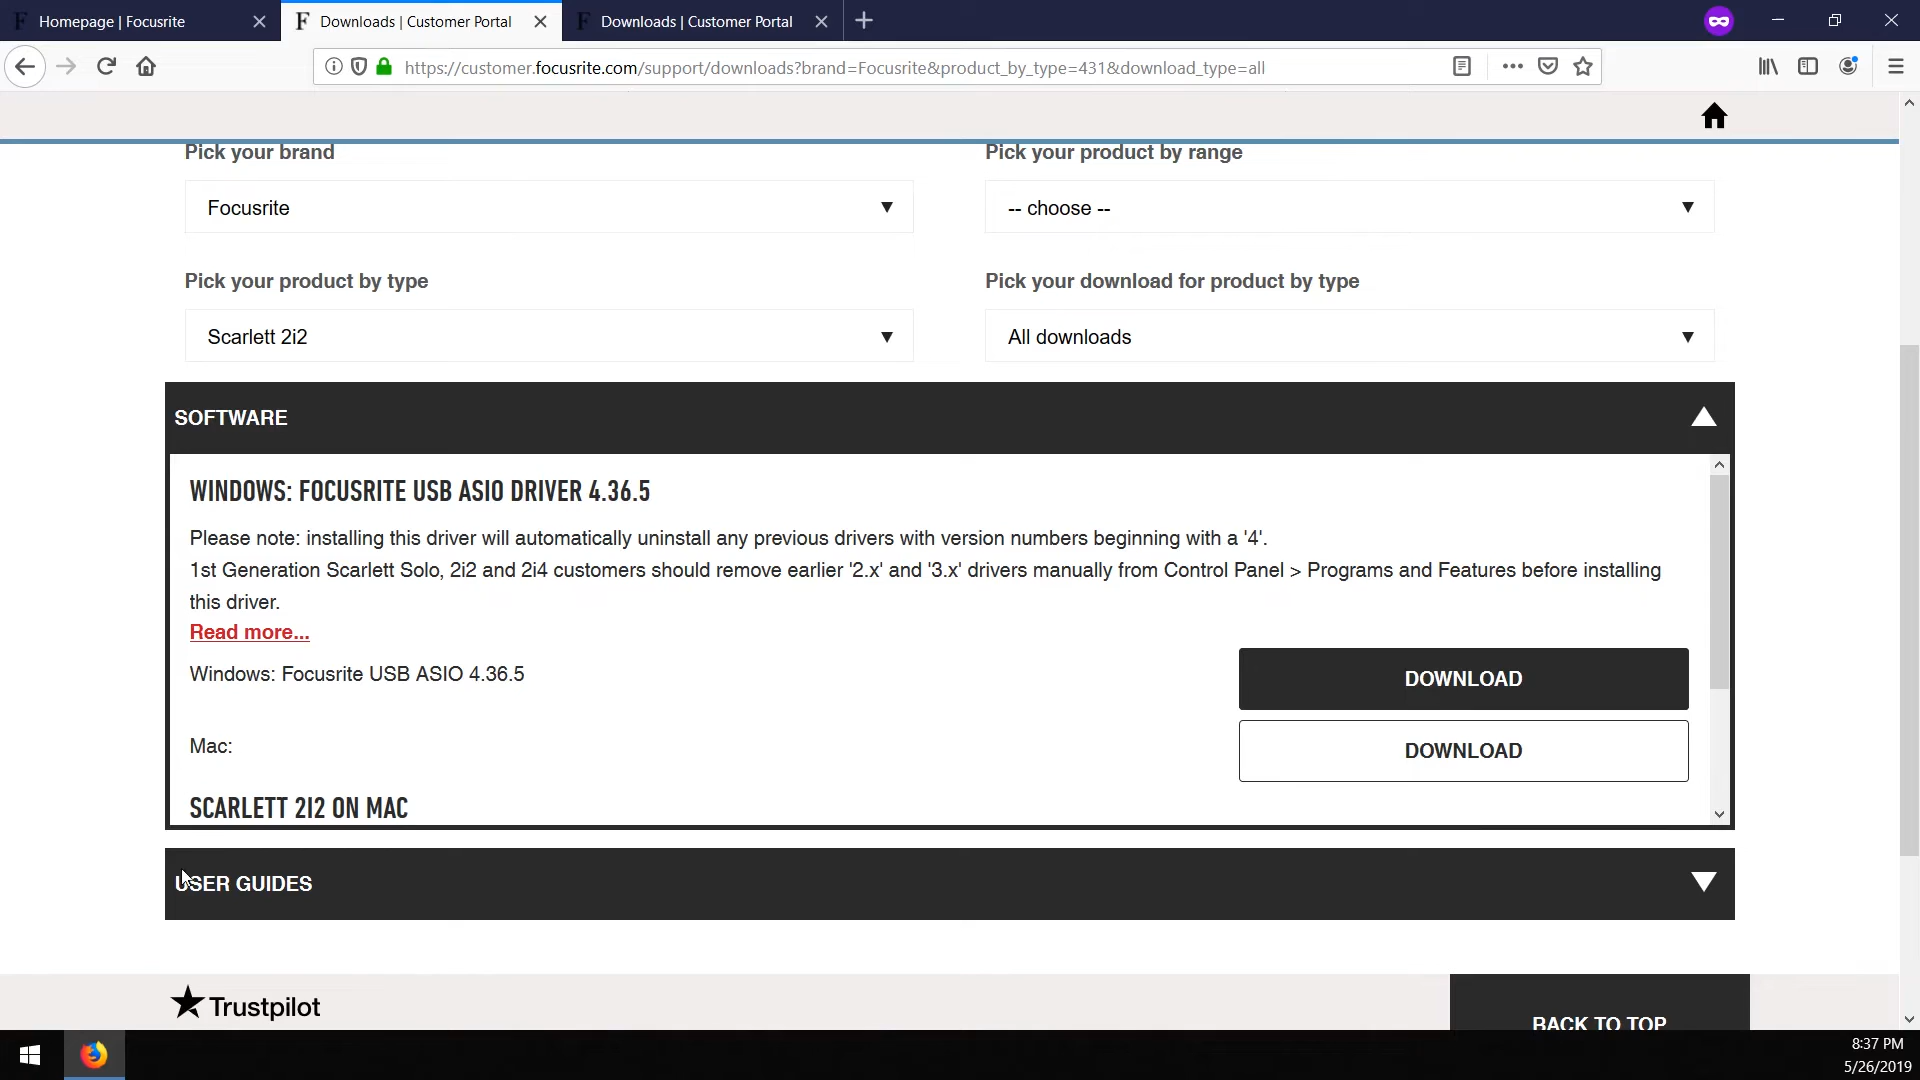 Homepage | Focusrite
Downloads | Customer Portal
Downloads | Customer Portal
https://customer.focusrite.com/support/downloads?brand=Focusrite&product_by_type=431&download_type=all
Pick your brand
Pick your product by range
Focusrite
-- choose --
Pick your product by type
Pick your download for product by type
Scarlett 2i2
All downloads
SOFTWARE
WINDOWS: FOCUSRITE USB ASIO DRIVER 4.36.5
Please note: installing this driver will automatically uninstall any previous drivers with version numbers beginning with a '4'.
1st Generation Scarlett Solo, 2i2 and 2i4 customers should remove earlier '2.x' and '3.x' drivers manually from Control Panel > Programs and Features before installing
this driver.
Read more...
Windows: Focusrite USB ASIO 4.36.5
DOWNLOAD
Mac:
DOWNLOAD
SCARLETT 2I2 ON MAC
USER GUIDES
Trustpilot
BACK TO TOP
8:37 PM
5/26/2019